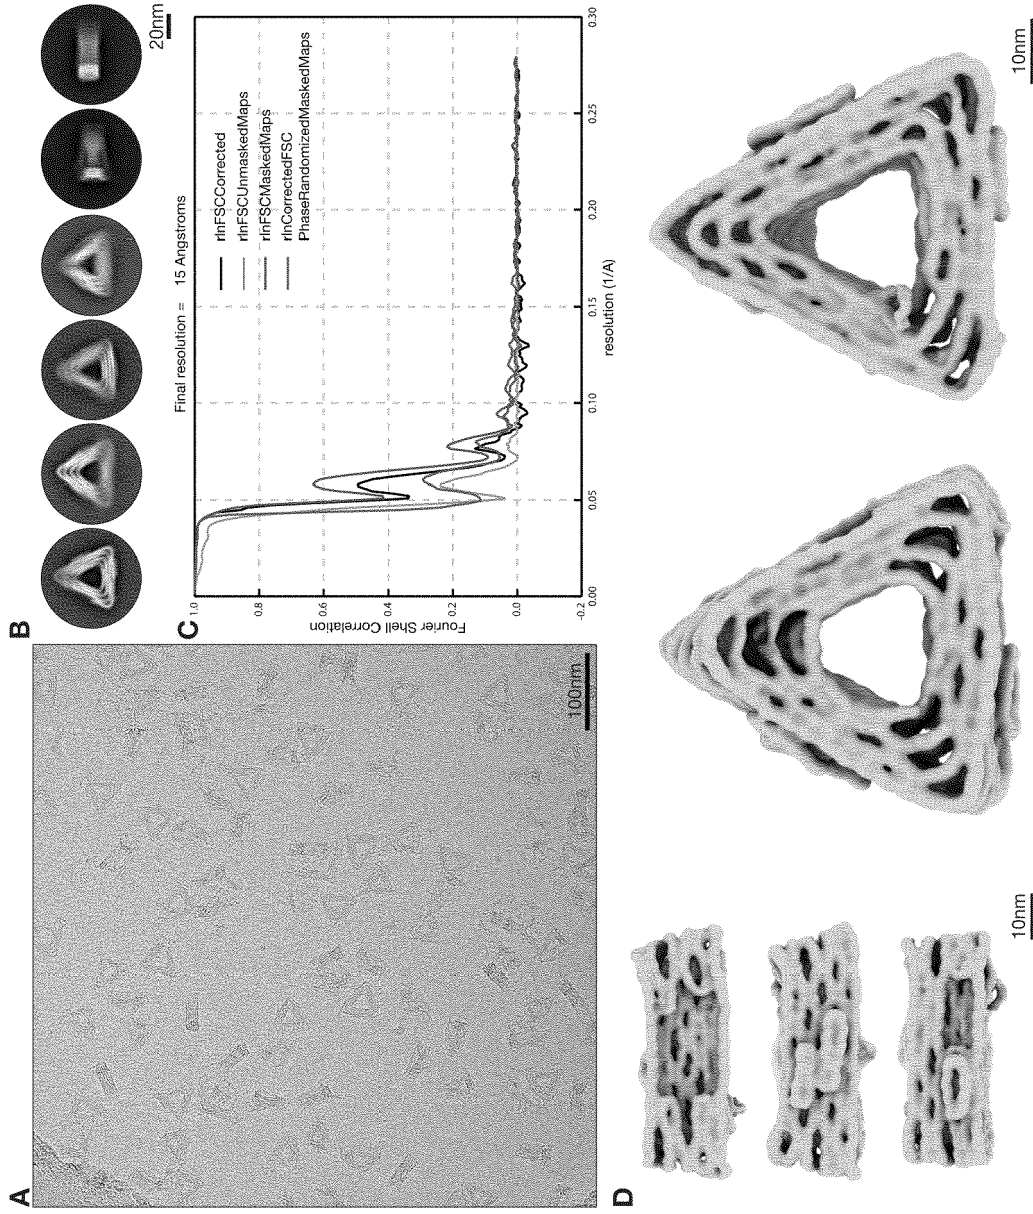 A
100nm
B
20nm
C
Final resolution = 15 Angstroms
rlnFSCCorrected
rlnFSCUnmaskedMaps
rlnFSCMaskedMaps
rlnCorrectedFSC
PhaseRandomizedMaskedMaps
Fourier Shell Correlation
1.0
0.8
0.6
0.4
0.2
0.0
-0.2
0.00
0.05
0.10
0.15
0.20
0.25
0.30
resolution (1/A)
D
10nm
10nm